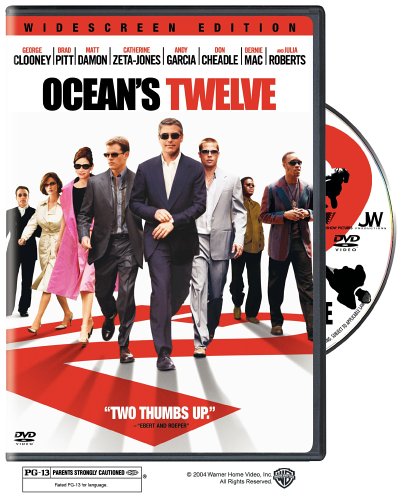 WIDESCREEN EDITION
GEORGE CLOONEY BRAD PITT MATT DAMON CATHERINE ZETA-JONES ANDY GARCIA DON CHEADLE BERNIE MAC AND JULIA ROBERTS
OCEAN'S TWELVE
JW
PRODUCTIONS
DVD
VIDEO
"TWO THUMBS UP."
–"EBERT AND ROEPER"
DVD
VIDEO
PG-13 PARENTS STRONGLY CAUTIONED
Rated PG-13 for language.
© 2004 Warner Home Video, Inc.
All Rights Reserved.
WB